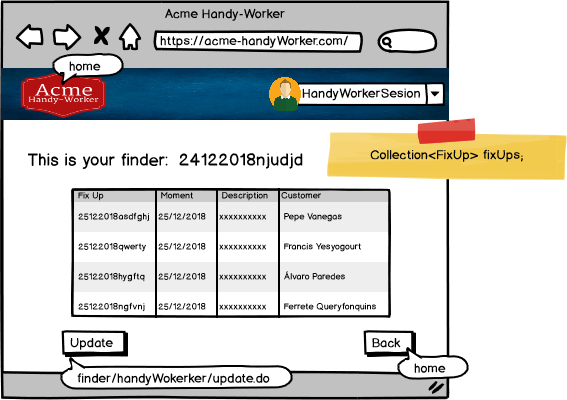 Acme Handy-Worker
https://acme-handyWorker.com/
home
Acme
Handy-Worker
HandyWorkerSesion
This is your finder: 24122018njudjd
Collection<FixUp> fixUps;
Fix Up Moment Description Customer
25122018asdfghj 25/12/2018 xxxxxxxxxx Pepe Vanegas
25122018qwerty 25/12/2018 xxxxxxxxxx Francis Yesyogourt
25122018hygftq 25/12/2018 xxxxxxxxxx Álvaro Paredes
25122018ngfvnj 25/12/2018 xxxxxxxxxx Ferrete Queryfonquins
Update Back
home
finder/handyWokerker/update.do